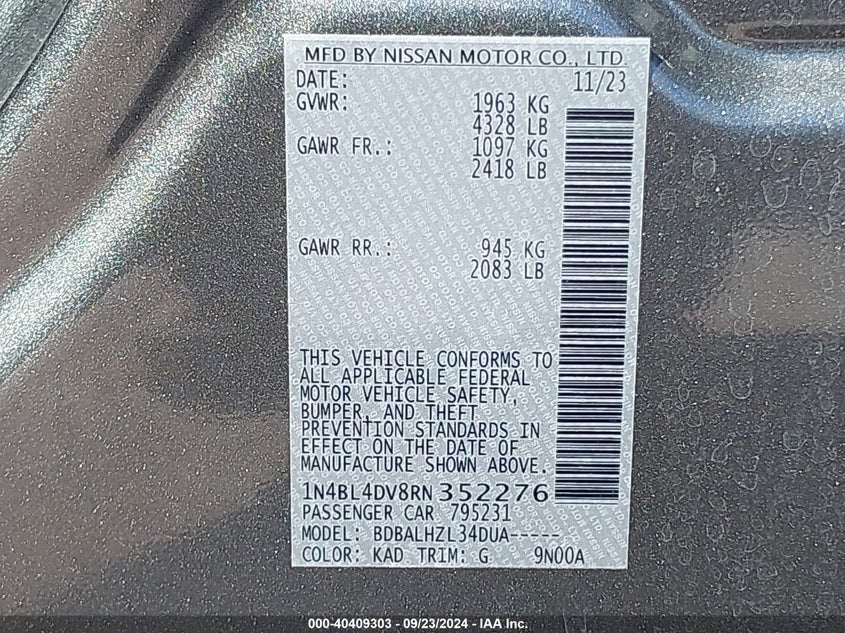 MFD BY NISSAN MOTOR CO., LTD.
DATE: 11/23
GVWR: 1963 KG
4328 LB
GAWR FR.: 1097 KG
2418 LB
GAWR RR.: 945 KG
2083 LB
THIS VEHICLE CONFORMS TO
ALL APPLICABLE FEDERAL
MOTOR VEHICLE SAFETY,
BUMPER, AND THEFT
PREVENTION STANDARDS IN
EFFECT ON THE DATE OF
MANUFACTURE SHOWN ABOVE.
1N4BL4DV8RN352276
PASSENGER CAR 795231
MODEL: BDBALHZL34DUA-----
COLOR: KAD TRIM: G 9N00A
000-40409303 - 09/23/2024 - IAA Inc.